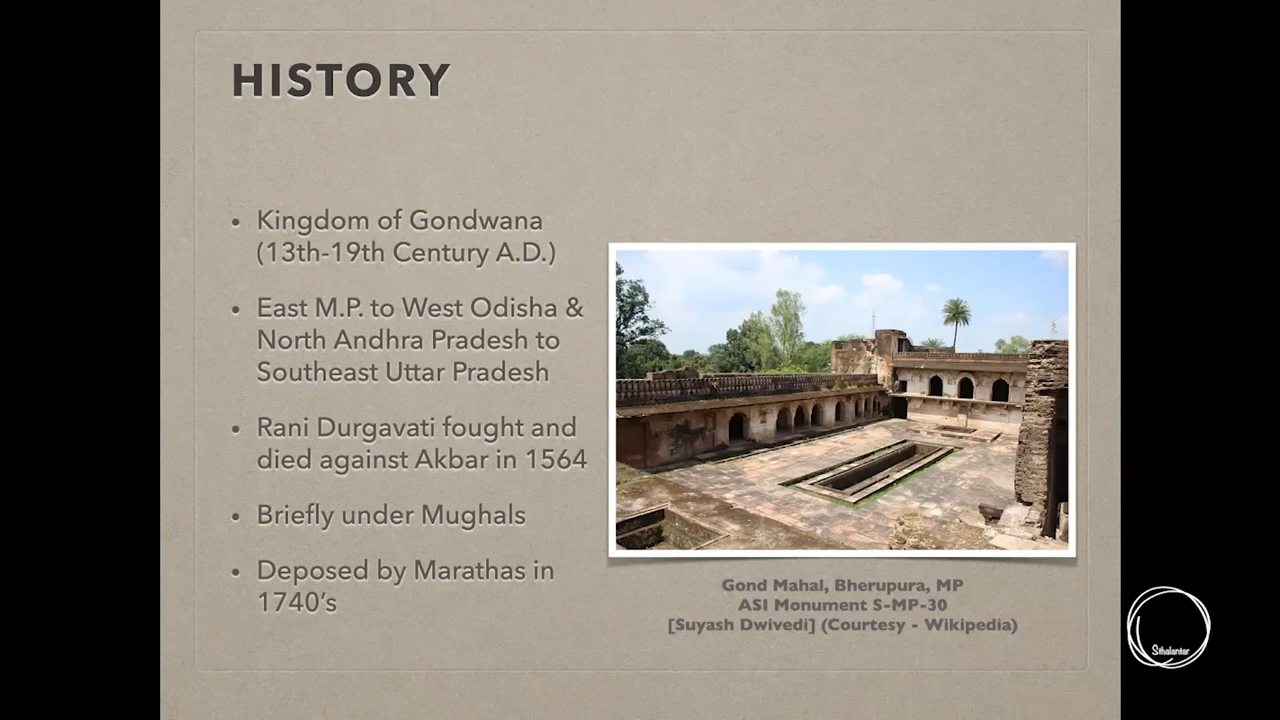 HISTORY
• Kingdom of Gondwana
(13th-19th Century A.D.)
• East M.P. to West Odisha &
North Andhra Pradesh to
Southeast Uttar Pradesh
• Rani Durgavati fought and
died against Akbar in 1564
• Briefly under Mughals
• Deposed by Marathas in
1740’s
Gond Mahal, Bherupura, MP
ASI Monument S-MP-30
[Suyash Dwivedi] (Courtesy - Wikipedia)
Sthalantar